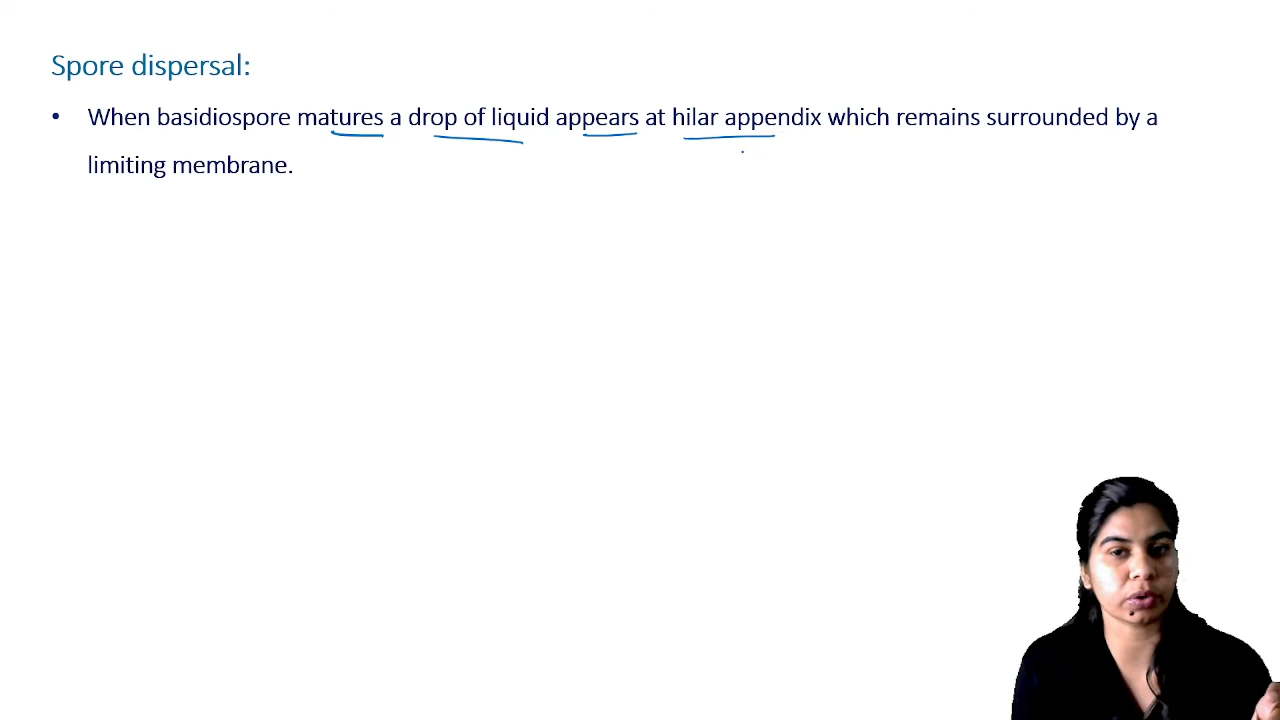 Spore dispersal:
• When basidiospore matures a drop of liquid appears at hilar appendix which remains surrounded by a
limiting membrane.